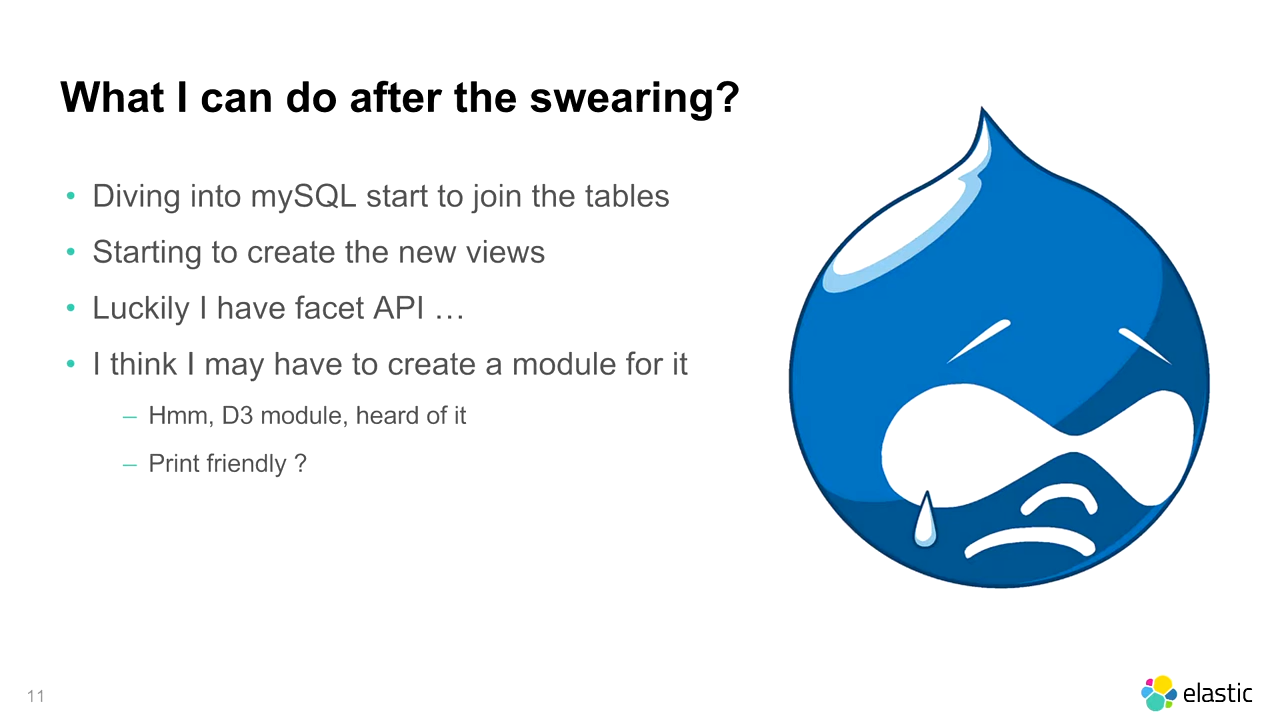 What I can do after the swearing?
• Diving into mySQL start to join the tables
• Starting to create the new views
• Luckily I have facet API …
• I think I may have to create a module for it
– Hmm, D3 module, heard of it
– Print friendly ?
11
elastic